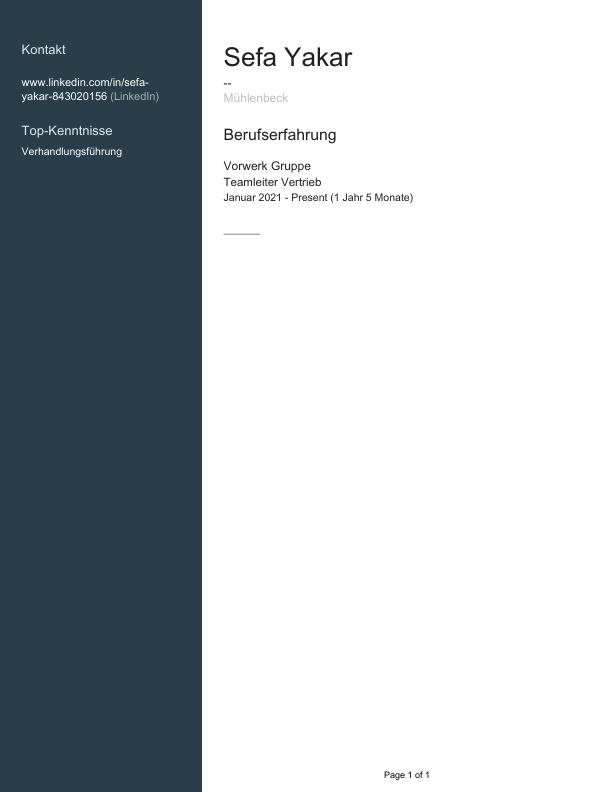 Kontakt
www.linkedin.com/in/sefa-
yakar-843020156 (LinkedIn)
Top-Kenntnisse
Verhandlungsführung
Sefa Yakar
--
Mühlenbeck
Berufserfahrung
Vorwerk Gruppe
Teamleiter Vertrieb
Januar 2021 - Present (1 Jahr 5 Monate)
Page 1 of 1